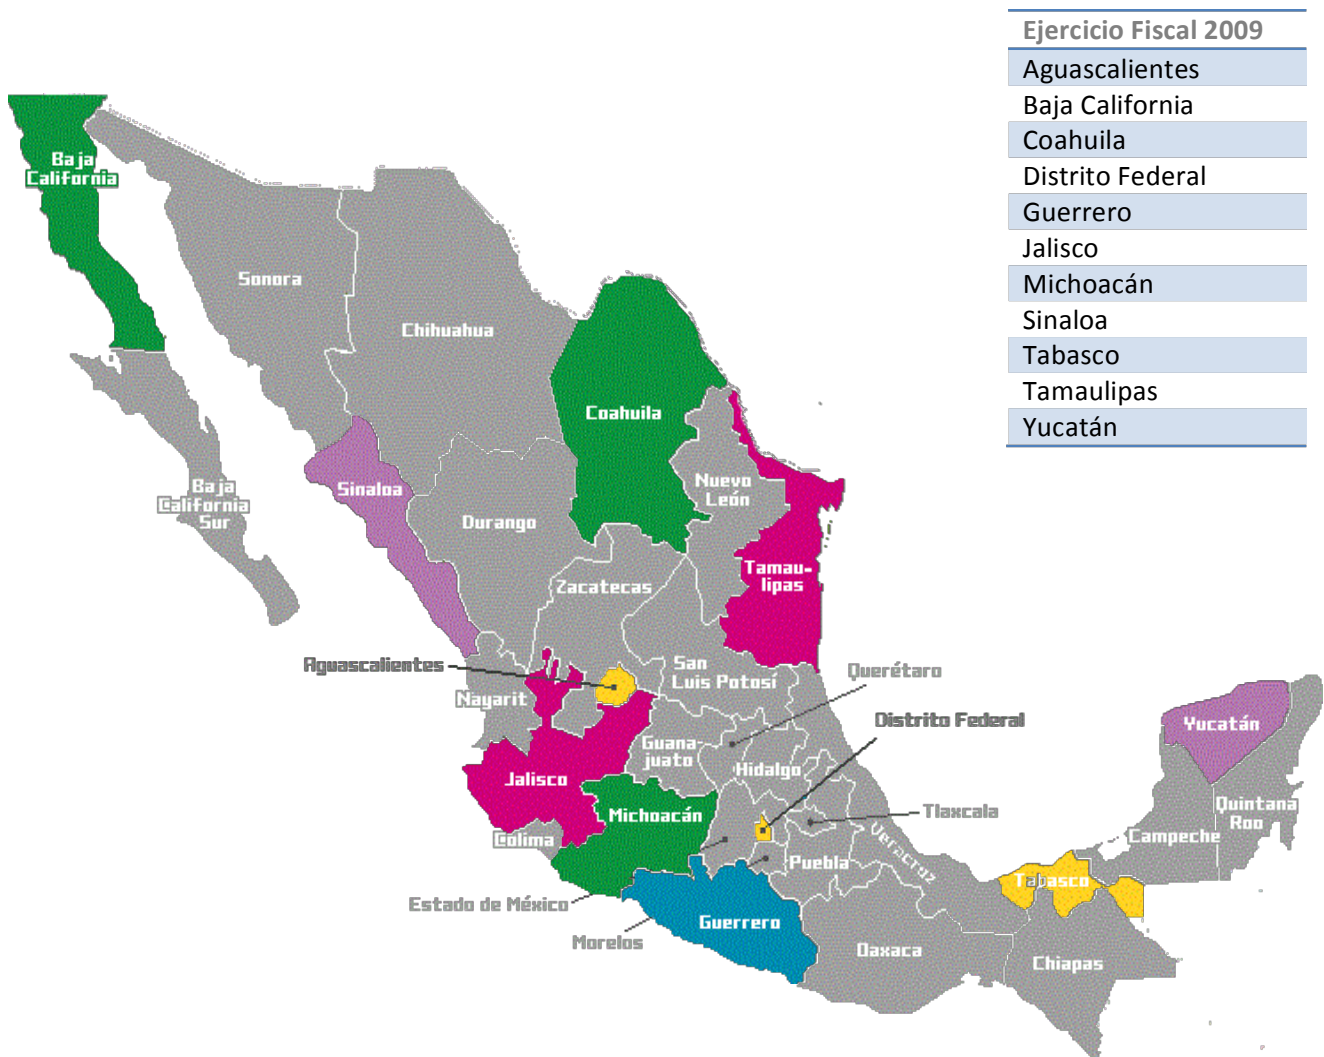 Ejercicio Fiscal 2009
Aguascalientes
Baja California
Coahuila
Distrito Federal
Guerrero
Jalisco
Michoacán
Sinaloa
Tabasco
Tamaulipas
Yucatán
Baja
California
Sonora
Chihuahua
Coahuila
Nuevo
León
Sinaloa
Baja
California
Sur
Durango
Tamau-
lipas
Zacatecas
Aguascalientes
San
Luis Potosí
Querétaro
Nayarit
Distrito Federal
Yucatán
Guana-
juato
Hidalgo
Jalisco
Michoacán
Tlaxcala
Quintana
Roo
Colima
Campeche
Veracruz
Puebla
Tabasco
Estado de México
Guerrero
Morelos
Oaxaca
Chiapas